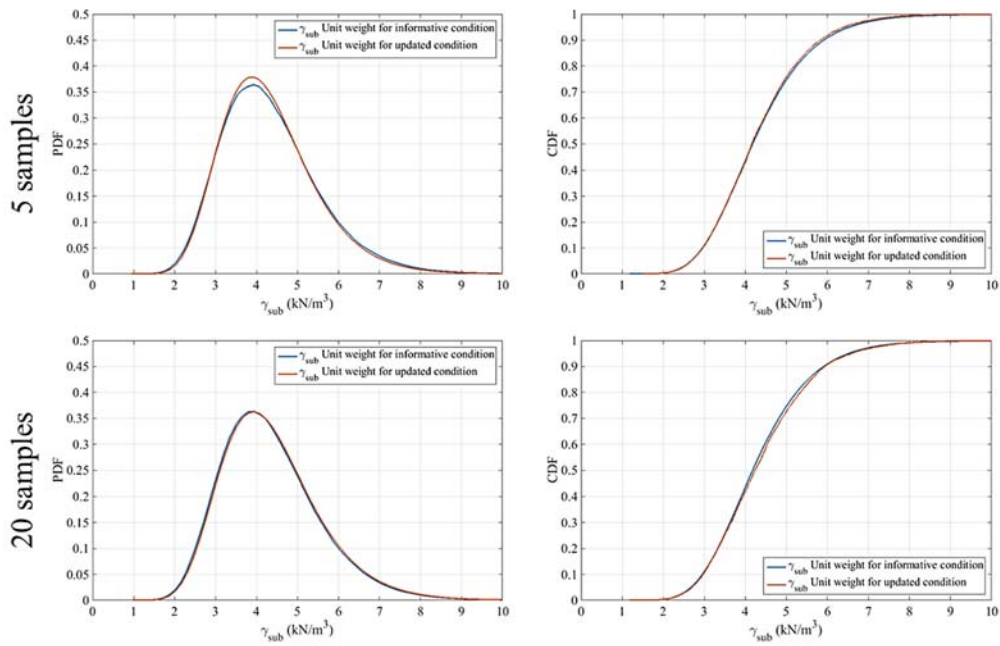 5 samples
0.5
0.45
0.4
0.35
0.3
0.25
0.2
0.15
0.1
0.05
0
PDF
γsub Unit weight for informative condition
γsub Unit weight for updated condition
0 1 2 3 4 5 6 7 8 9 10
γsub (kN/m³)
1
0.9
0.8
0.7
0.6
0.5
0.4
0.3
0.2
0.1
0
CDF
γsub Unit weight for informative condition
γsub Unit weight for updated condition
0 1 2 3 4 5 6 7 8 9 10
γsub (kN/m³)
20 samples
0.5
0.45
0.4
0.35
0.3
0.25
0.2
0.15
0.1
0.05
0
PDF
γsub Unit weight for informative condition
γsub Unit weight for updated condition
0 1 2 3 4 5 6 7 8 9 10
γsub (kN/m³)
1
0.9
0.8
0.7
0.6
0.5
0.4
0.3
0.2
0.1
0
CDF
γsub Unit weight for informative condition
γsub Unit weight for updated condition
0 1 2 3 4 5 6 7 8 9 10
γsub (kN/m³)